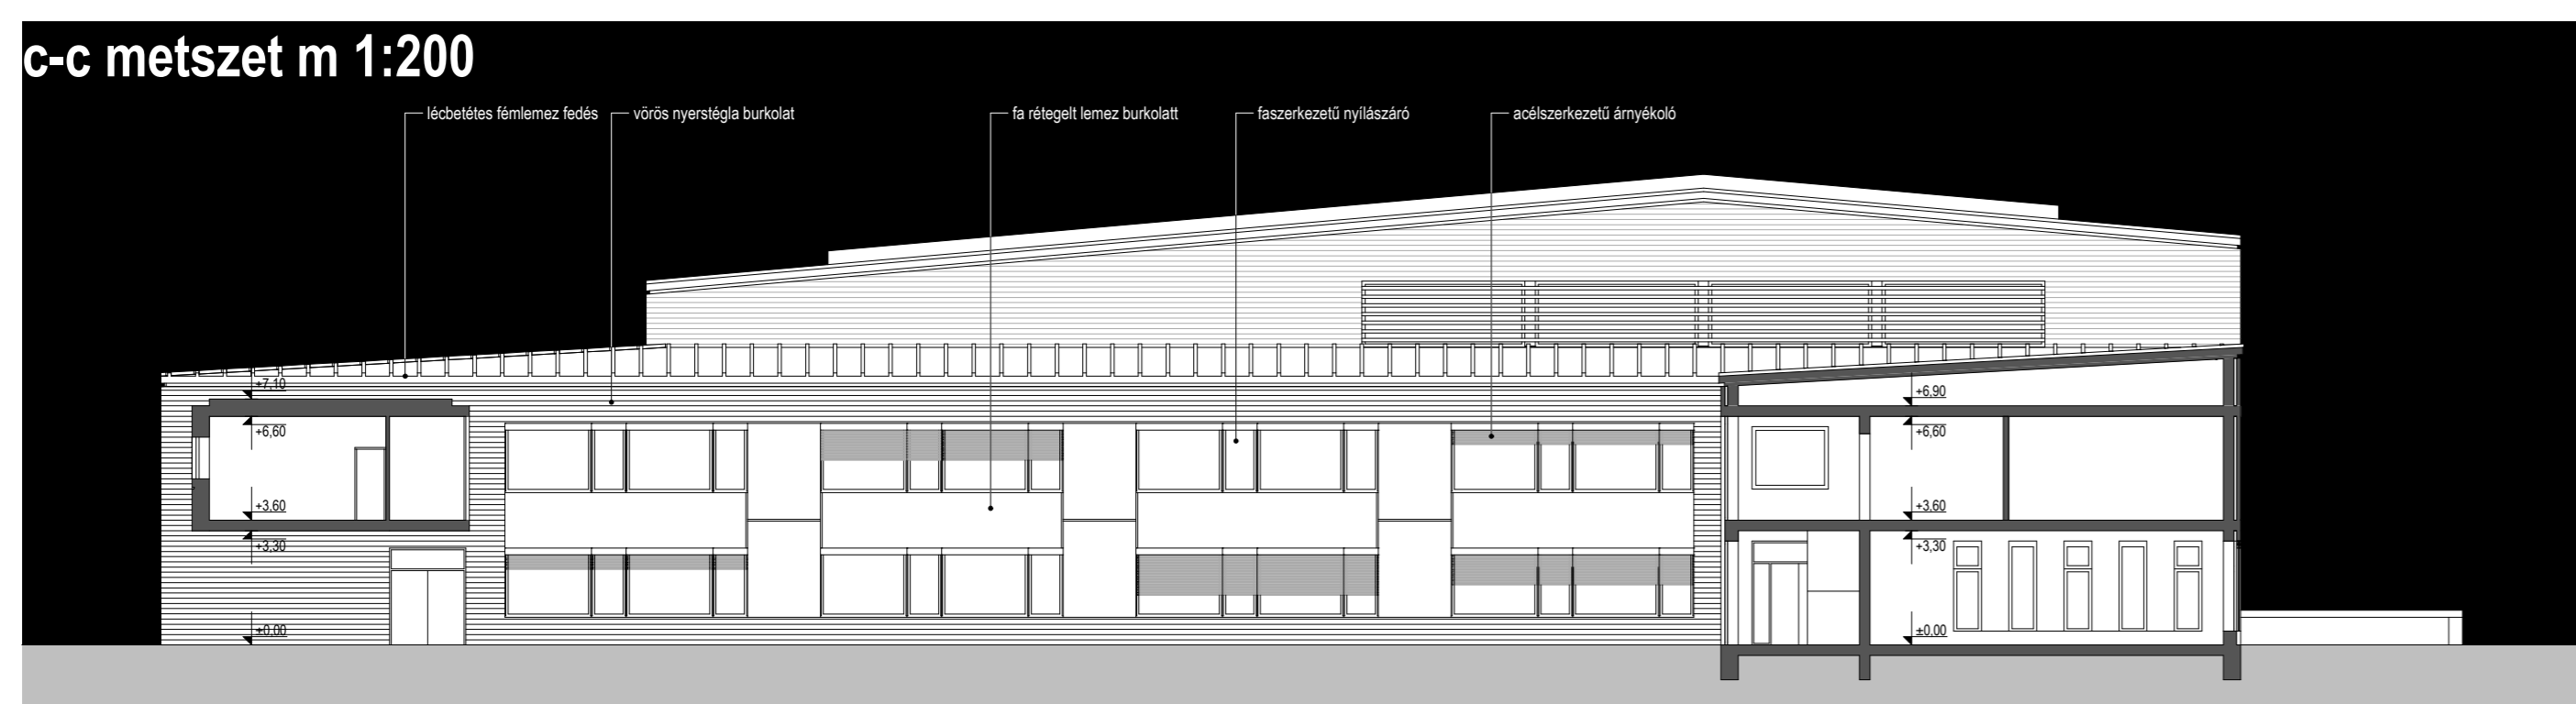 c-c metszet m 1:200
lécbetétes fémlemez fedés
vörös nyerstégla burkolat
fa rétegelt lemez burkolatt
faszerkezetű nyílászáró
acélszerkezetű árnyékoló
+7,10
+6,60
+3,60
+3,30
±0,00
+6,90
+6,60
+3,60
+3,30
±0,00